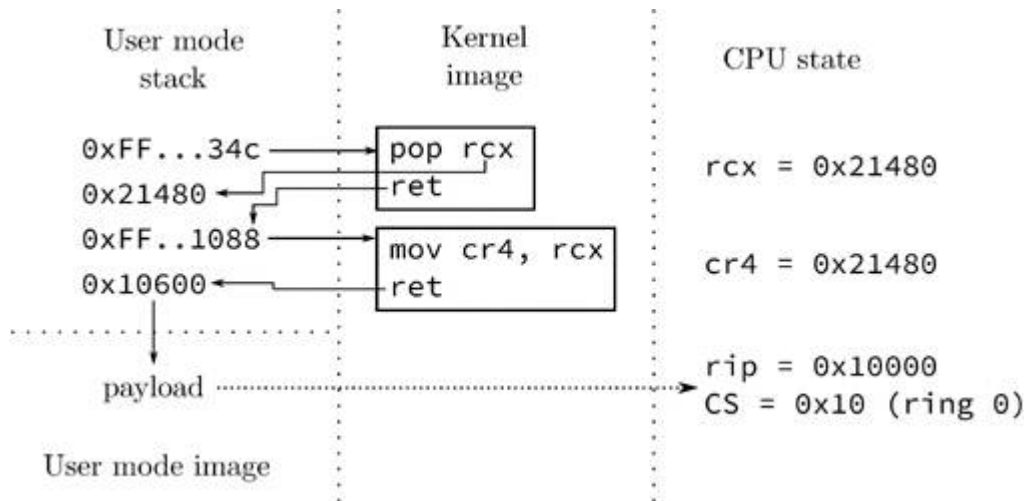 User mode
stack
Kernel
image
CPU state
0xFF...34c
0x21480
0xFF..1088
0x10600
pop rcx
ret
mov cr4, rcx
ret
rcx = 0x21480
cr4 = 0x21480
payload
rip = 0x10000
CS = 0x10 (ring 0)
User mode image